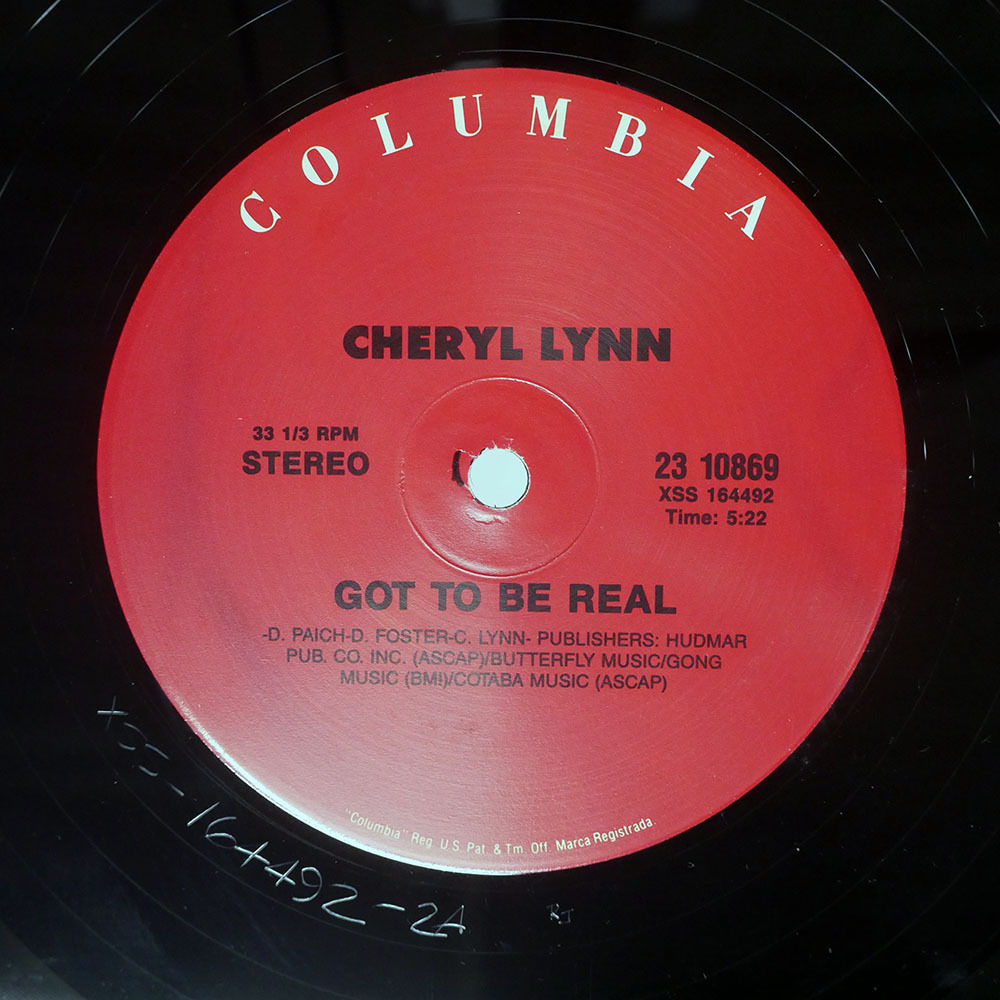 COLUMBIA
CHERYL LYNN
33 1/3 RPM
STEREO
23 10869
XSS 164492
Time: 5:22
GOT TO BE REAL
-D. PAICH-D. FOSTER-C. LYNN- PUBLISHERS: HUDMAR
PUB. CO. INC. (ASCAP)/BUTTERFLY MUSIC/GONG
MUSIC (BMI)/COTABA MUSIC (ASCAP)
"Columbia" Reg. U.S. Pat. & Tm. Off. Marca Registrada.
XSS-164492-2A